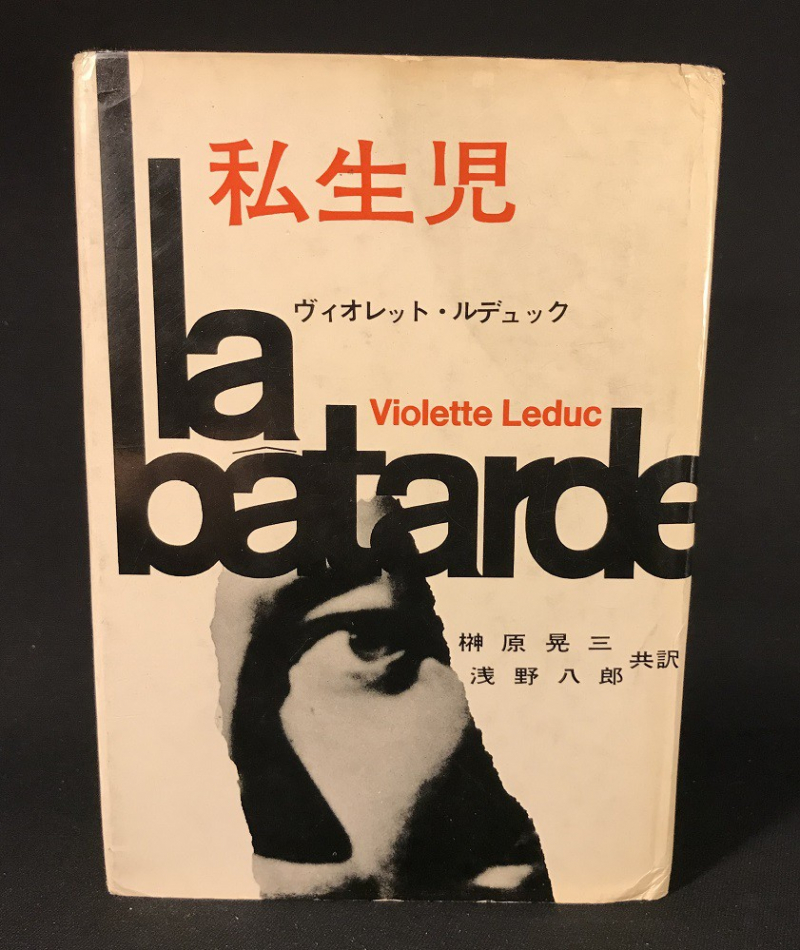 私生児
la
ヴィオレット・ルデュック
Violette Leduc
bâtarde
榊原晃三
浅野八郎
共訳